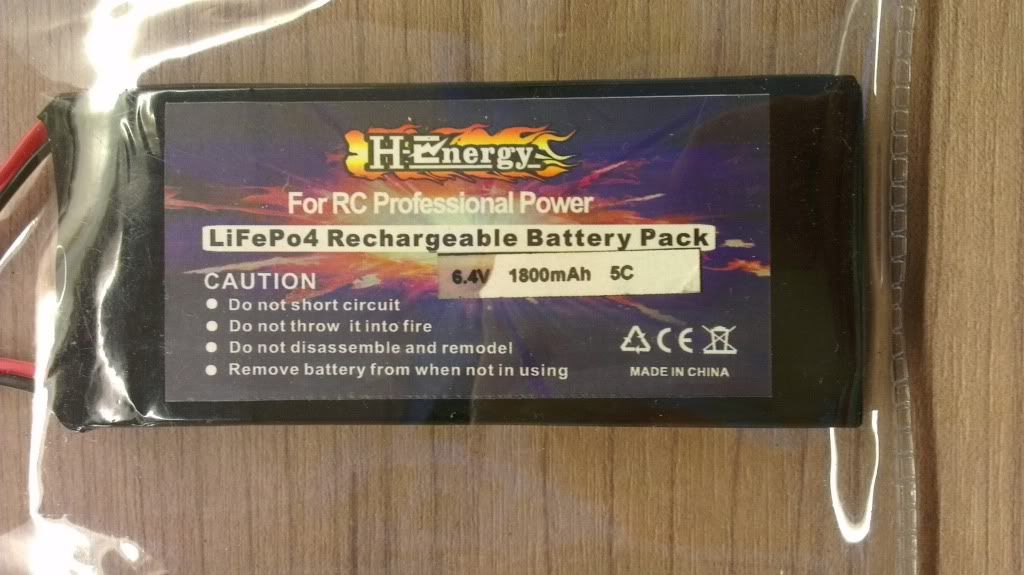 H-Energy
For RC Professional Power
LiFePo4 Rechargeable Battery Pack
6.4V 1800mAh 5C
CAUTION
● Do not short circuit
● Do not throw it into fire
● Do not disassemble and remodel
● Remove battery from when not in using
CE
MADE IN CHINA